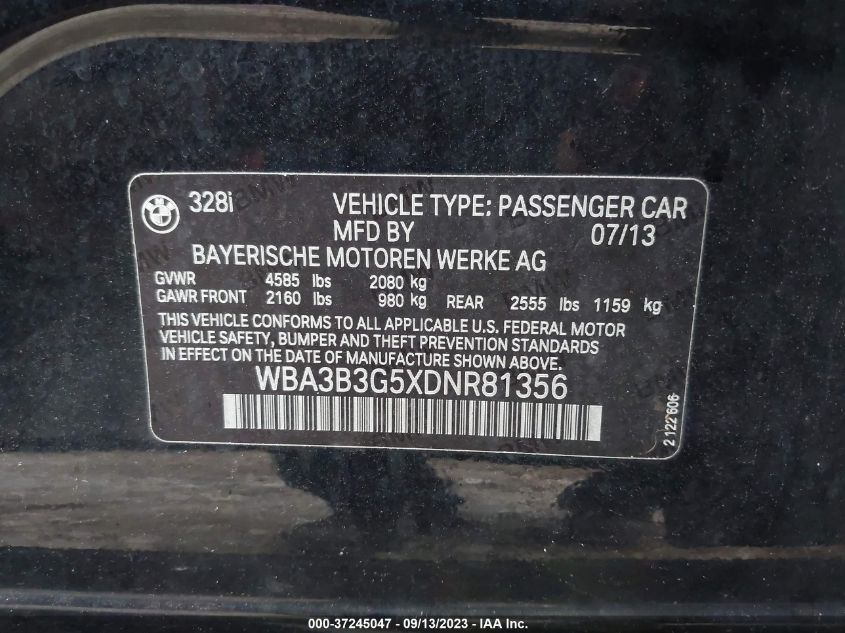 328i VEHICLE TYPE: PASSENGER CAR
MFD BY 07/13
BAYERISCHE MOTOREN WERKE AG
GVWR 4585 lbs 2080 kg
GAWR FRONT 2160 lbs 980 kg REAR 2555 lbs 1159 kg
THIS VEHICLE CONFORMS TO ALL APPLICABLE U.S. FEDERAL MOTOR
VEHICLE SAFETY, BUMPER AND THEFT PREVENTION STANDARDS
IN EFFECT ON THE DATE OF MANUFACTURE SHOWN ABOVE.
WBA3B3G5XDNR81356
2122606
000-37245047 - 09/13/2023 - IAA Inc.